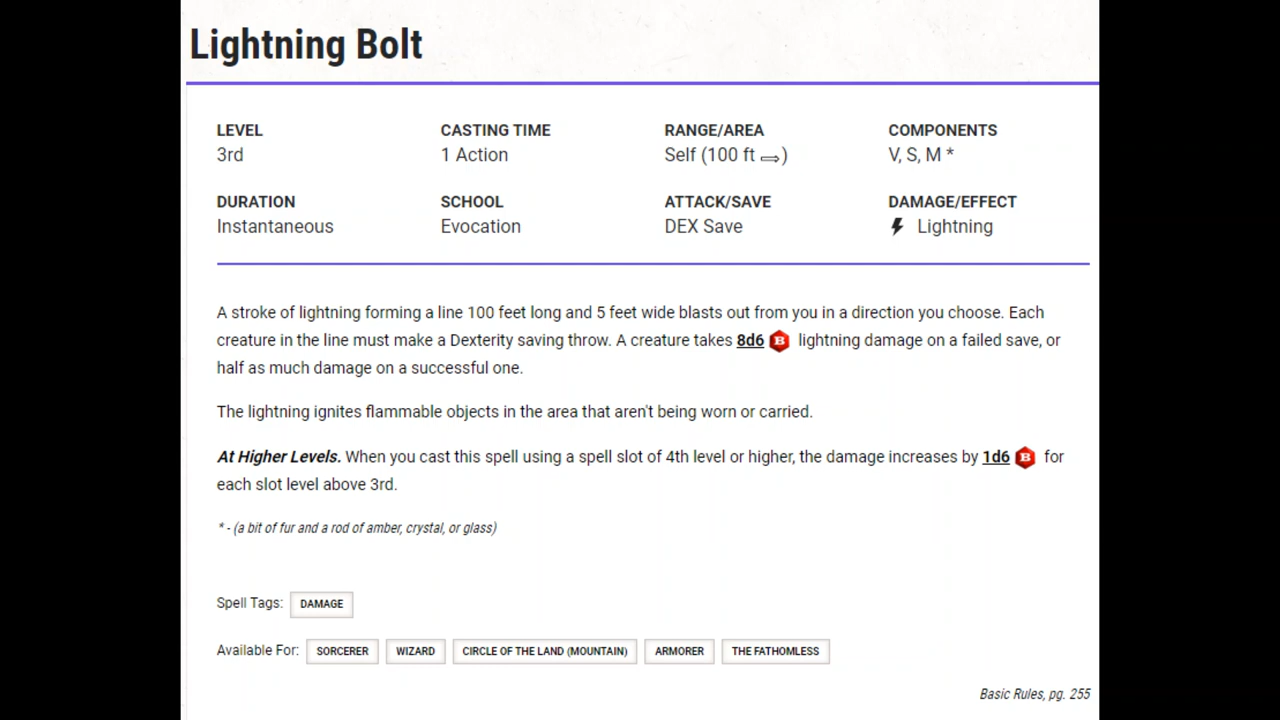 Lightning Bolt
LEVEL CASTING TIME RANGE/AREA COMPONENTS
3rd 1 Action Self (100 ft ⇨) V, S, M *
DURATION SCHOOL ATTACK/SAVE DAMAGE/EFFECT
Instantaneous Evocation DEX Save Lightning
A stroke of lightning forming a line 100 feet long and 5 feet wide blasts out from you in a direction you choose. Each
creature in the line must make a Dexterity saving throw. A creature takes 8d6 B lightning damage on a failed save, or
half as much damage on a successful one.
The lightning ignites flammable objects in the area that aren't being worn or carried.
At Higher Levels. When you cast this spell using a spell slot of 4th level or higher, the damage increases by 1d6 B for
each slot level above 3rd.
* - (a bit of fur and a rod of amber, crystal, or glass)
Spell Tags: DAMAGE
Available For: SORCERER WIZARD CIRCLE OF THE LAND (MOUNTAIN) ARMORER THE FATHOMLESS
Basic Rules, pg. 255